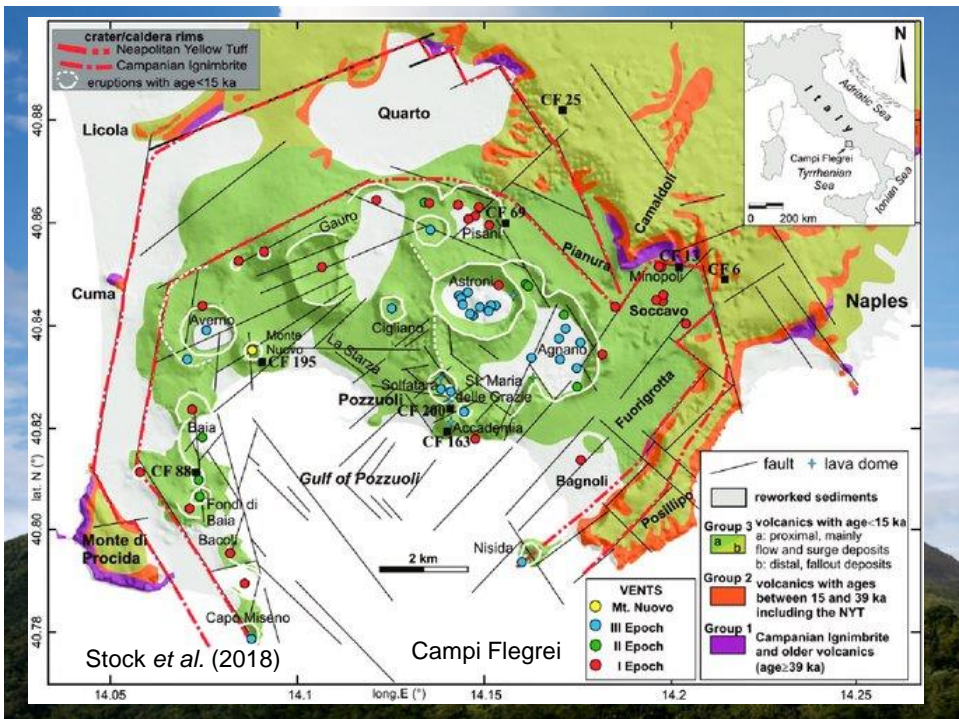 crater/caldera rims
Neapolitan Yellow Tuff
Campanian Ignimbrite
eruptions with age<15 ka
N
Italy
Adriatic Sea
Campi Flegrei
Tyrrhenian
Sea
Ionian Sea
0 200 km
40.88
40.86
40.84
40.82
40.80
40.78
lat. N (°)
Licola
Quarto
CF 25
Camaldoli
Gauro
CF 69
Pisani
Pianura
CF 13
CF 6
Minopoli
Soccavo
Naples
Cuma
Averno
Astroni
Cigliano
Agnano
Monte
Nuovo
CF 195
La Starza
Pozzuoli
Solfatara
St. Maria
delle Grazie
CF 200
Accademia
CF 163
Fuorigrotta
Baia
CF 88
Gulf of Pozzuoli
Bagnoli
Posillipo
Fondi di
Baia
Bacoli
Monte di
Procida
Nisida
2 km
Capo Miseno
VENTS
Mt. Nuovo
III Epoch
II Epoch
I Epoch
fault
lava dome
reworked sediments
Group 3 volcanics with age<15 ka
a b
a: proximal, mainly
flow and surge deposits
b: distal, fallout deposits
Group 2
volcanics with ages
between 15 and 39 ka
including the NYT
Group 1
Campanian Ignimbrite
and older volcanics
(age≥39 ka)
Stock et al. (2018)
Campi Flegrei
14.05 14.1 long.E (°) 14.15 14.2 14.25